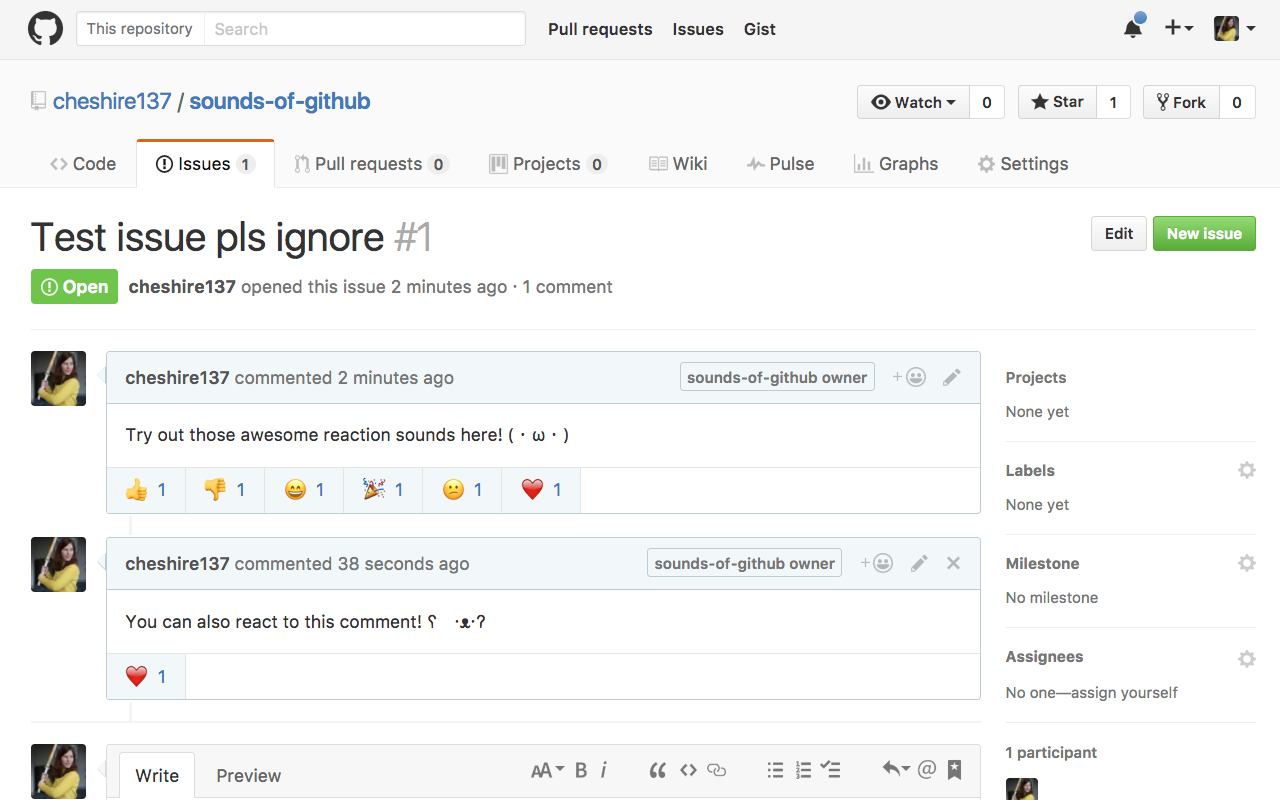 This repository Search Pull requests Issues Gist
cheshire137 / sounds-of-github Watch 0 Star 1 Fork 0
Code Issues 1 Pull requests 0 Projects 0 Wiki Pulse Graphs Settings
Test issue pls ignore #1 Edit New issue
Open cheshire137 opened this issue 2 minutes ago · 1 comment
cheshire137 commented 2 minutes ago sounds-of-github owner
Try out those awesome reaction sounds here! ( · ω · )
👍 1 👎 1 😄 1 🎉 1 😕 1 ❤️ 1
cheshire137 commented 38 seconds ago sounds-of-github owner
You can also react to this comment! ʕ ·ᴥ·ʔ
❤️ 1
Write Preview AA B i @
Projects
None yet
Labels
None yet
Milestone
No milestone
Assignees
No one—assign yourself
1 participant